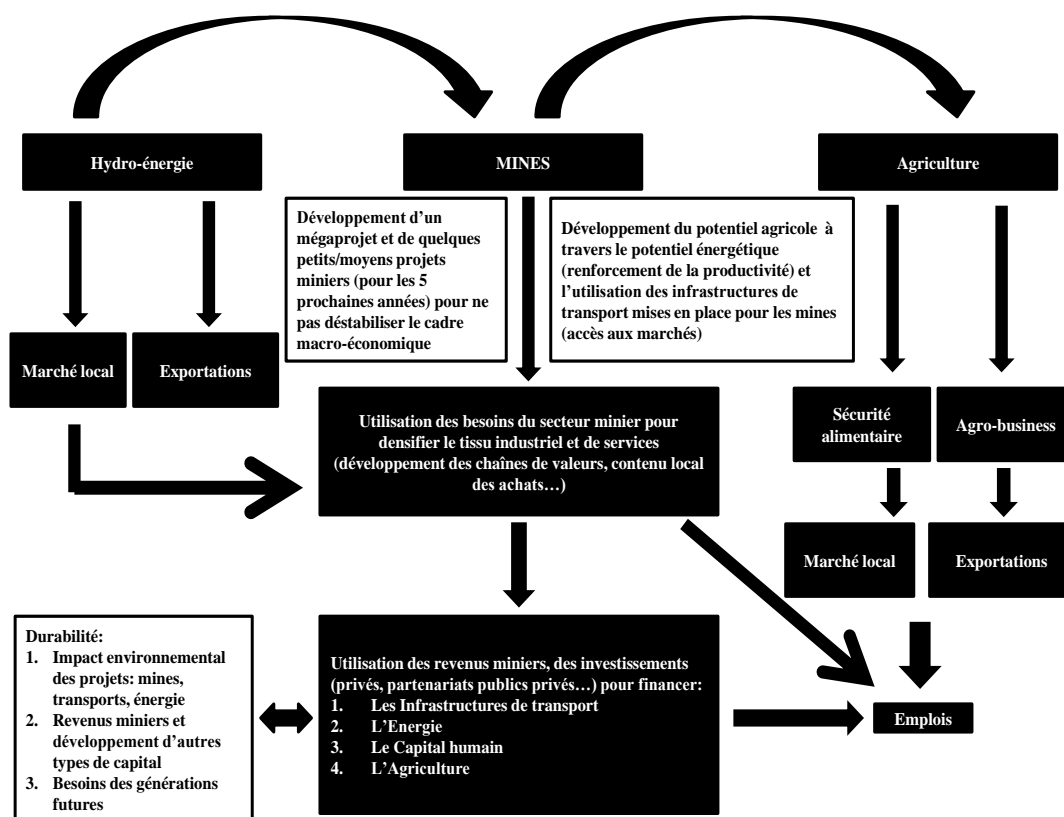 Hydro-énergie
MINES
Agriculture
Développement d’un
mégaprojet et de quelques
petits/moyens projets
miniers (pour les 5
prochaines années) pour ne
pas déstabiliser le cadre
macro-économique
Développement du potentiel agricole à
travers le potentiel énergétique
(renforcement de la productivité) et
l’utilisation des infrastructures de
transport mises en place pour les mines
(accès aux marchés)
Marché local
Exportations
Utilisation des besoins du secteur minier pour
densifier le tissu industriel et de services
(développement des chaînes de valeurs, contenu local
des achats…)
Sécurité
alimentaire
Agro-business
Marché local
Exportations
Durabilité:
1. Impact environnemental
des projets: mines,
transports, énergie
2. Revenus miniers et
développement d’autres
types de capital
3. Besoins des générations
futures
Utilisation des revenus miniers, des investissements
(privés, partenariats publics privés…) pour financer:
1. Les Infrastructures de transport
2. L’Energie
3. Le Capital humain
4. L’Agriculture
Emplois